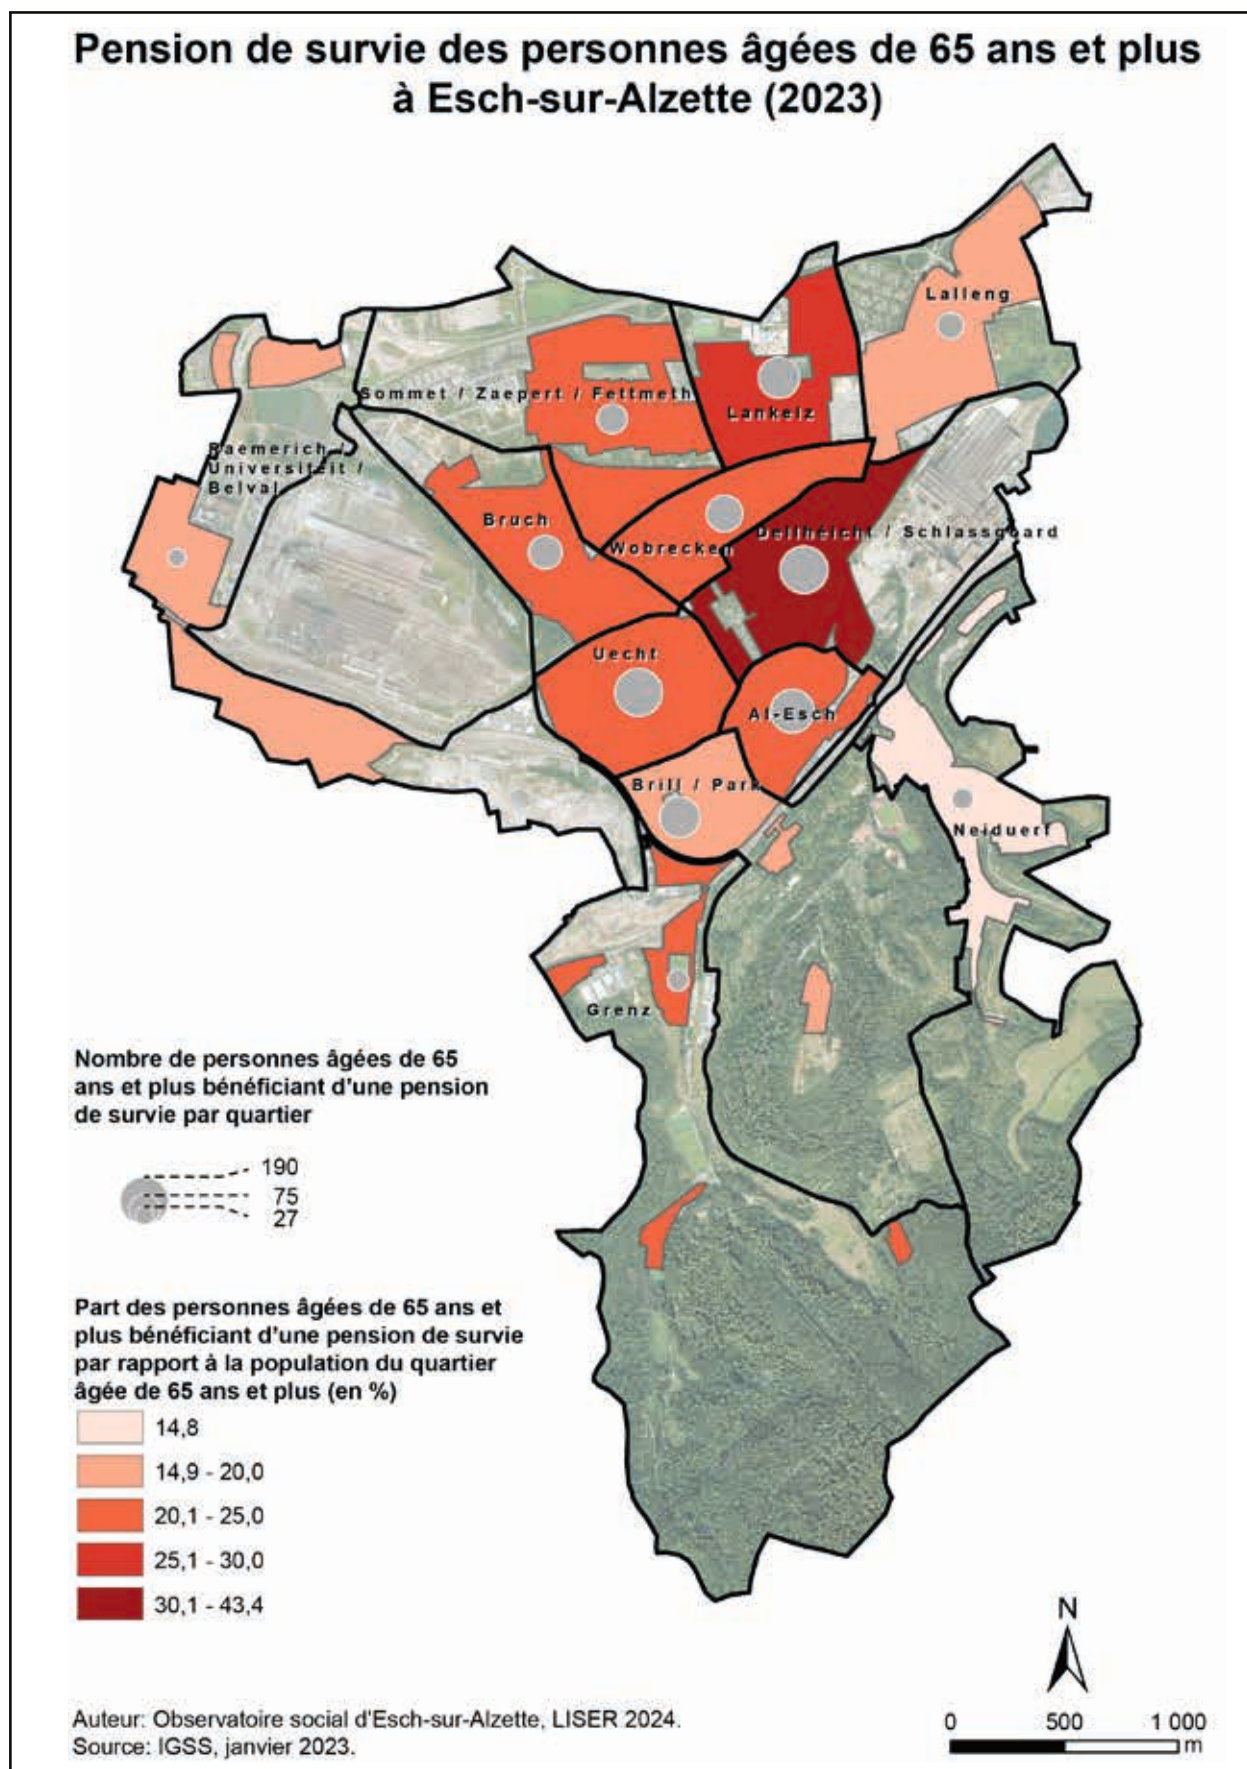 Pension de survie des personnes âgées de 65 ans et plus
à Esch-sur-Alzette (2023)
Lalleng
Sommet / Zaepert / Fettmeth
Lankelz
Raemerich /
Universiteit /
Belval
Bruch
Wobrecken
Dellhéicht / Schlassgoard
Uecht
Al-Esch
Brill / Park
Neiduerf
Grenz
Nombre de personnes âgées de 65
ans et plus bénéficiant d'une pension
de survie par quartier
190
75
27
Part des personnes âgées de 65 ans et
plus bénéficiant d'une pension de survie
par rapport à la population du quartier
âgée de 65 ans et plus (en %)
14,8
14,9 - 20,0
20,1 - 25,0
25,1 - 30,0
30,1 - 43,4
N
Auteur: Observatoire social d'Esch-sur-Alzette, LISER 2024.
Source: IGSS, janvier 2023.
0 500 1 000
m